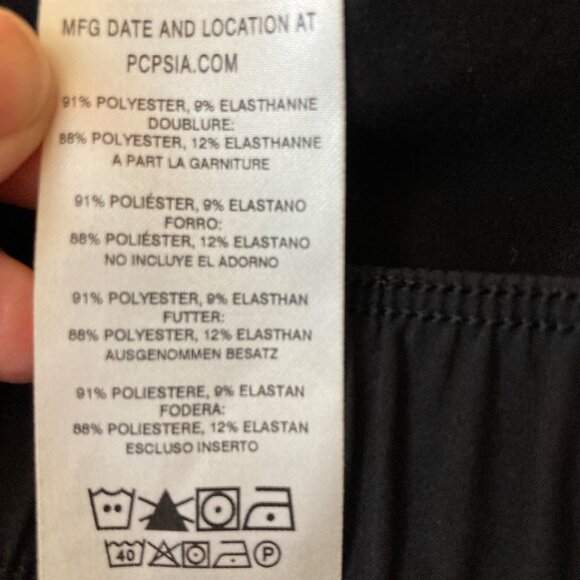 MFG DATE AND LOCATION AT
PCPSIA.COM
91% POLYESTER, 9% ELASTHANNE
DOUBLURE:
88% POLYESTER, 12% ELASTHANNE
A PART LA GARNITURE
91% POLIÉSTER, 9% ELASTANO
FORRO:
88% POLIÉSTER, 12% ELASTANO
NO INCLUYE EL ADORNO
91% POLYESTER, 9% ELASTHAN
FUTTER:
88% POLYESTER, 12% ELASTHAN
AUSGENOMMEN BESATZ
91% POLIESTERE, 9% ELASTAN
FODERA:
88% POLIESTERE, 12% ELASTAN
ESCLUSO INSERTO
40 P